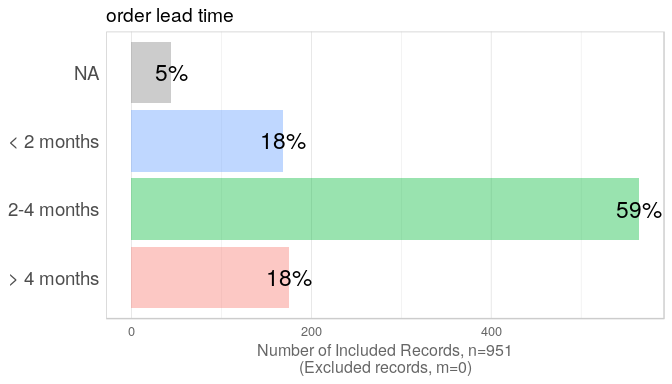 order lead time
NA
5%
< 2 months
18%
2-4 months
59%
> 4 months
18%
0
200
400
Number of Included Records, n=951
(Excluded records, m=0)